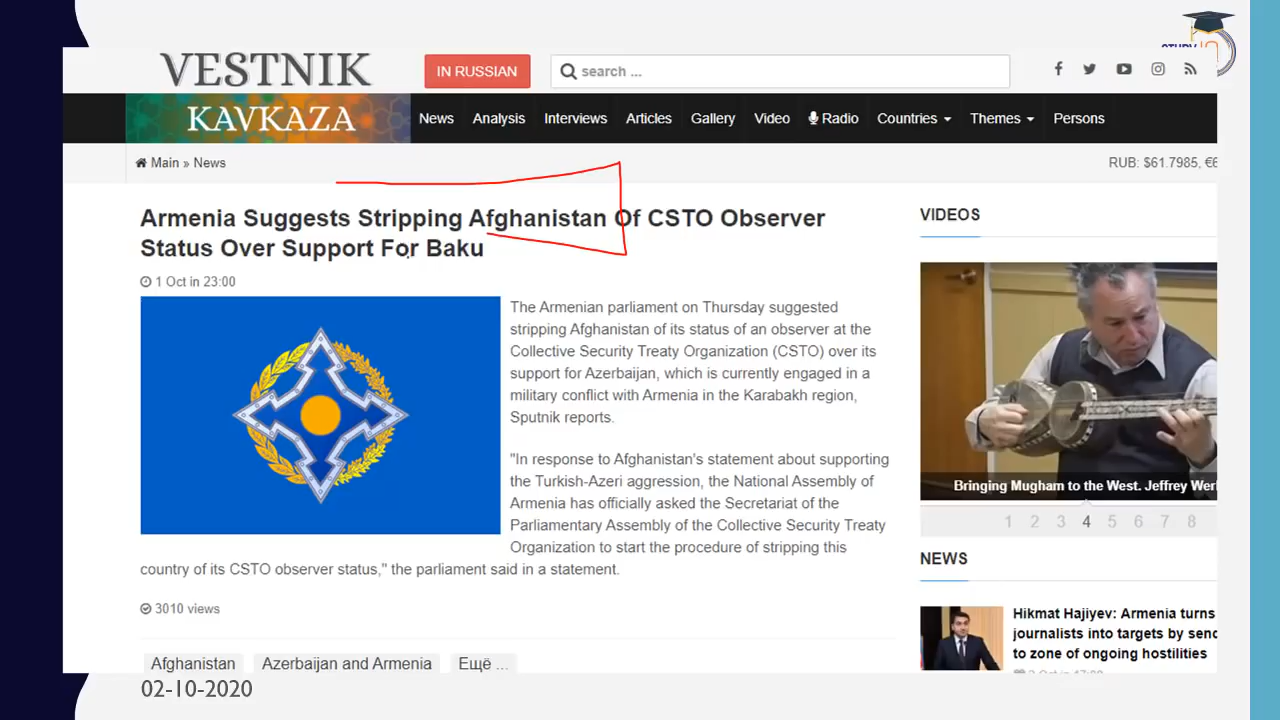 STUDY
VESTNIK
KAVKAZA
IN RUSSIAN
search ...
News Analysis Interviews Articles Gallery Video Radio Countries Themes Persons
Main » News
RUB: $61.7985, €6
Armenia Suggests Stripping Afghanistan Of CSTO Observer
Status Over Support For Baku
1 Oct in 23:00
The Armenian parliament on Thursday suggested
stripping Afghanistan of its status of an observer at the
Collective Security Treaty Organization (CSTO) over its
support for Azerbaijan, which is currently engaged in a
military conflict with Armenia in the Karabakh region,
Sputnik reports.
"In response to Afghanistan's statement about supporting
the Turkish-Azeri aggression, the National Assembly of
Armenia has officially asked the Secretariat of the
Parliamentary Assembly of the Collective Security Treaty
Organization to start the procedure of stripping this
country of its CSTO observer status," the parliament said in a statement.
3010 views
Afghanistan Azerbaijan and Armenia Ещё ...
VIDEOS
Bringing Mugham to the West. Jeffrey Werl
1 2 3 4 5 6 7 8
NEWS
Hikmat Hajiyev: Armenia turns
journalists into targets by send
to zone of ongoing hostilities
02-10-2020